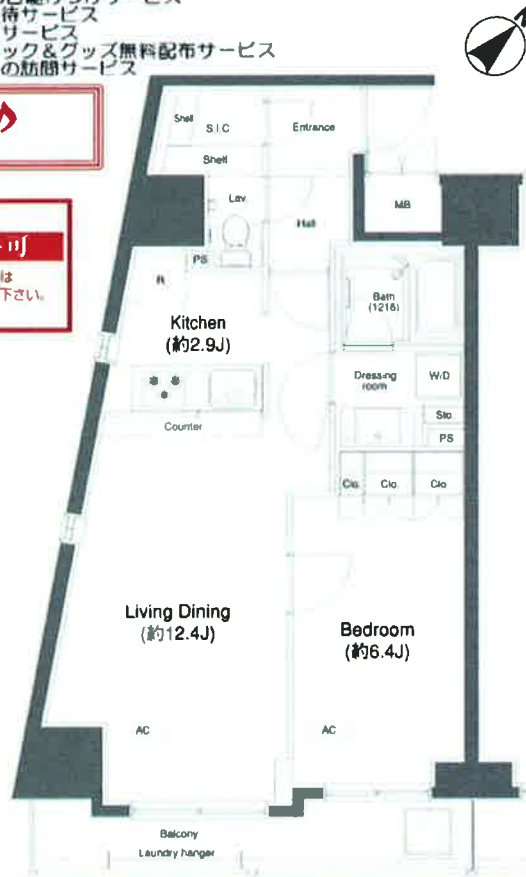 待サービス
サービス
ック&グッズ無料配布サービス
の訪問サービス
可
は
下さい。
Shelf
S.I.C
Entrance
Shelf
Lav.
Hall
MB
PS
R
Bath
(1216)
Kitchen
(約2.9J)
Dressing
room
W/D
Sto.
PS
Counter
Clo.
Clo.
Clo.
Living Dining
(約12.4J)
Bedroom
(約6.4J)
AC
AC
Balcony
Laundry hanger